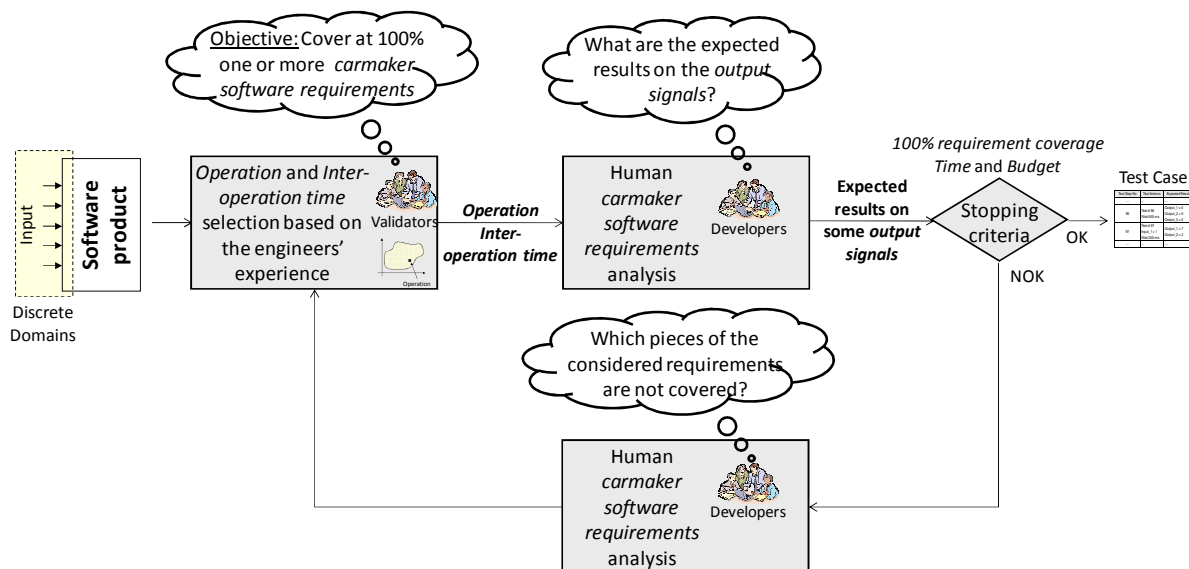 Objective: Cover at 100%
one or more carmaker
software requirements
What are the expected
results on the output
signals?
100% requirement coverage
Time and Budget
Input
Software
product
Discrete
Domains
Operation and Inter-
operation time
selection based on
the engineers'
experience
Validators
Operation
Operation
Inter-
operation time
Human
carmaker
software
requirements
analysis
Developers
Expected
results on
some output
signals
Stopping
criteria
OK
NOK
Test Case
Which pieces of the
considered requirements
are not covered?
Human
carmaker
software
requirements
analysis
Developers